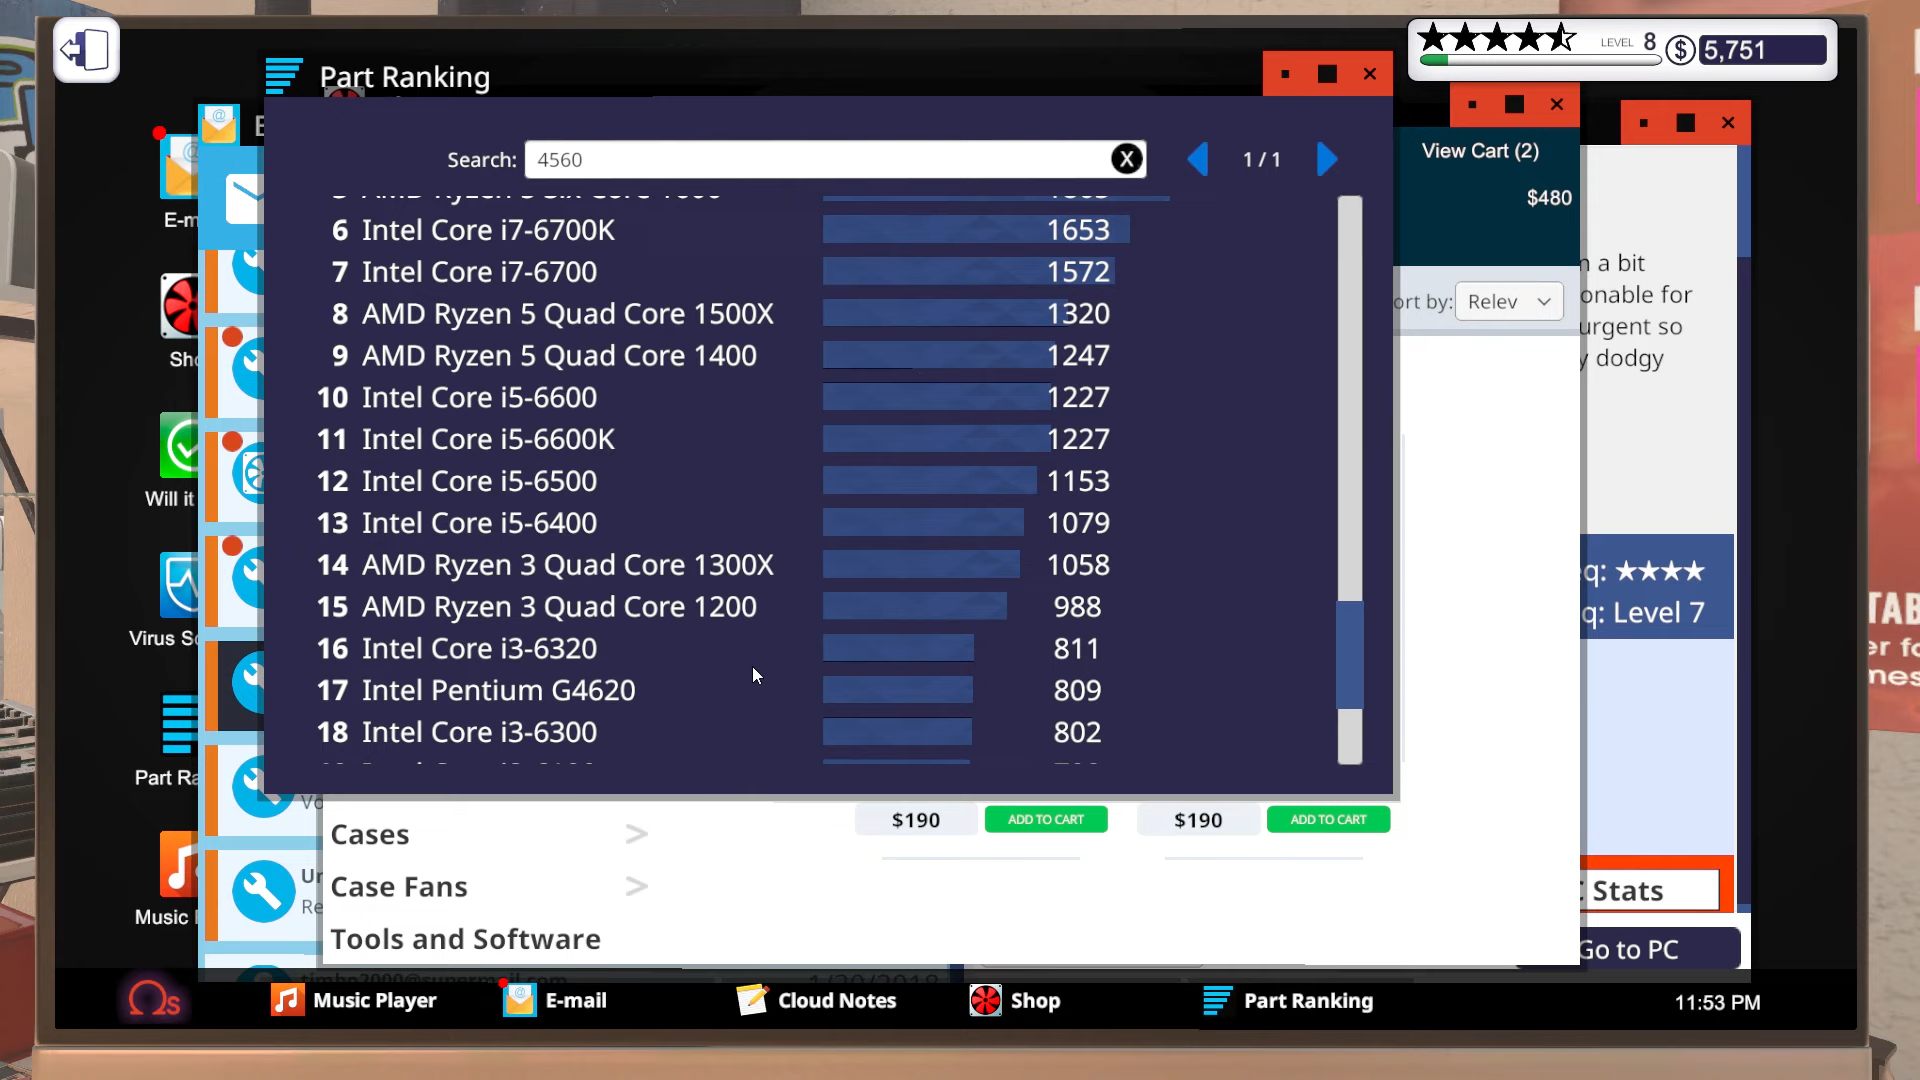 LEVEL 8 $ 5,751
Part Ranking
Search: 4560 X 1 / 1
View Cart (2)
$480
6 Intel Core i7-6700K 1653
7 Intel Core i7-6700 1572
8 AMD Ryzen 5 Quad Core 1500X 1320
9 AMD Ryzen 5 Quad Core 1400 1247
10 Intel Core i5-6600 1227
11 Intel Core i5-6600K 1227
12 Intel Core i5-6500 1153
13 Intel Core i5-6400 1079
14 AMD Ryzen 3 Quad Core 1300X 1058
15 AMD Ryzen 3 Quad Core 1200 988
16 Intel Core i3-6320 811
17 Intel Pentium G4620 809
18 Intel Core i3-6300 802
ort by: Relev
a bit
onable for
urgent so
dodgy
q: ★★★★
q: Level 7
Stats
Go to PC
E-m
Sho
Will it
Virus Sc
Part Ra
Music
$190 ADD TO CART $190 ADD TO CART
Cases >
Case Fans >
Tools and Software
Music Player E-mail Cloud Notes Shop Part Ranking 11:53 PM